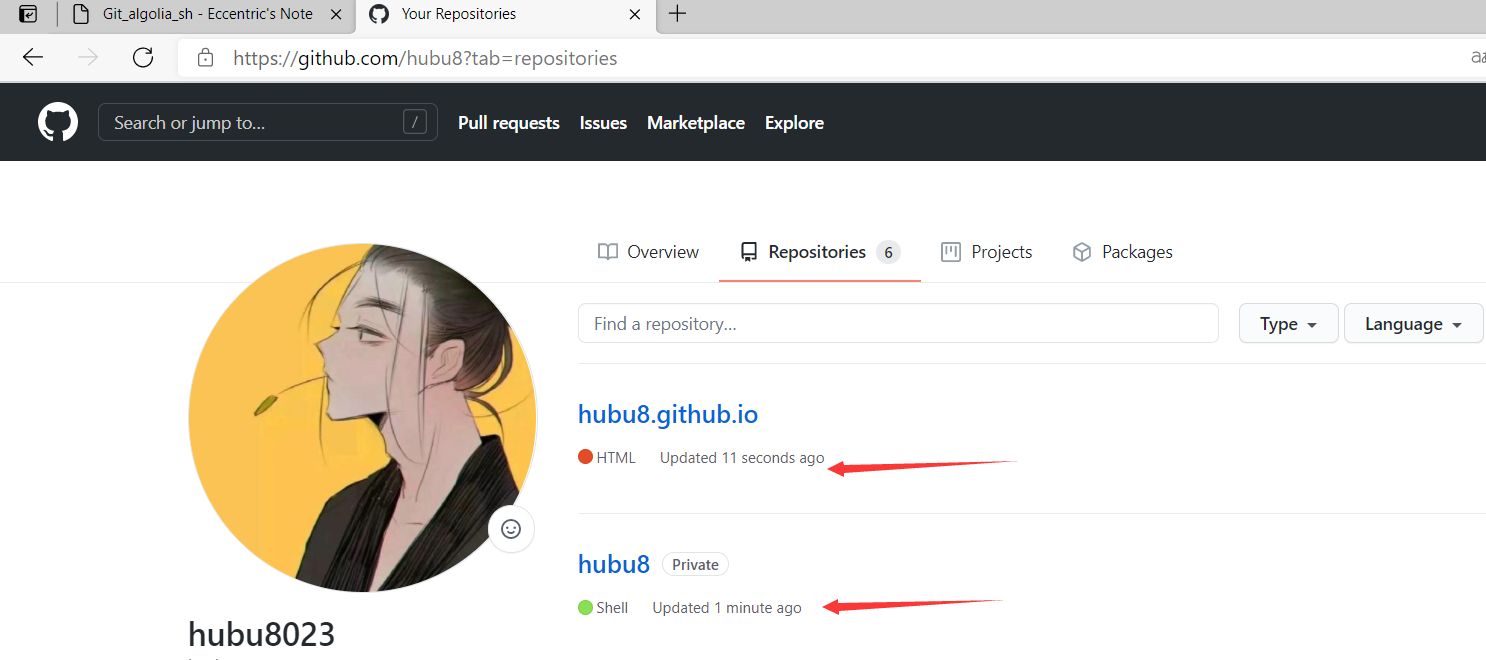 Git_algolia_sh - Eccentric's Note
Your Repositories
https://github.com/hubu8?tab=repositories
Search or jump to...
/
Pull requests
Issues
Marketplace
Explore
Overview
Repositories 6
Projects
Packages
Find a repository...
Type
Language
hubu8.github.io
HTML Updated 11 seconds ago
hubu8 Private
Shell Updated 1 minute ago
hubu8023